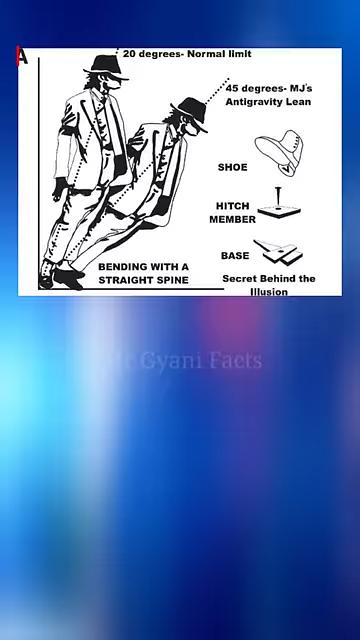 A
20 degrees- Normal limit
45 degrees- MJ's
Antigravity Lean
SHOE
HITCH
MEMBER
BASE
BENDING WITH A
STRAIGHT SPINE
Secret Behind the
Illusion
Mr Gyani Facts